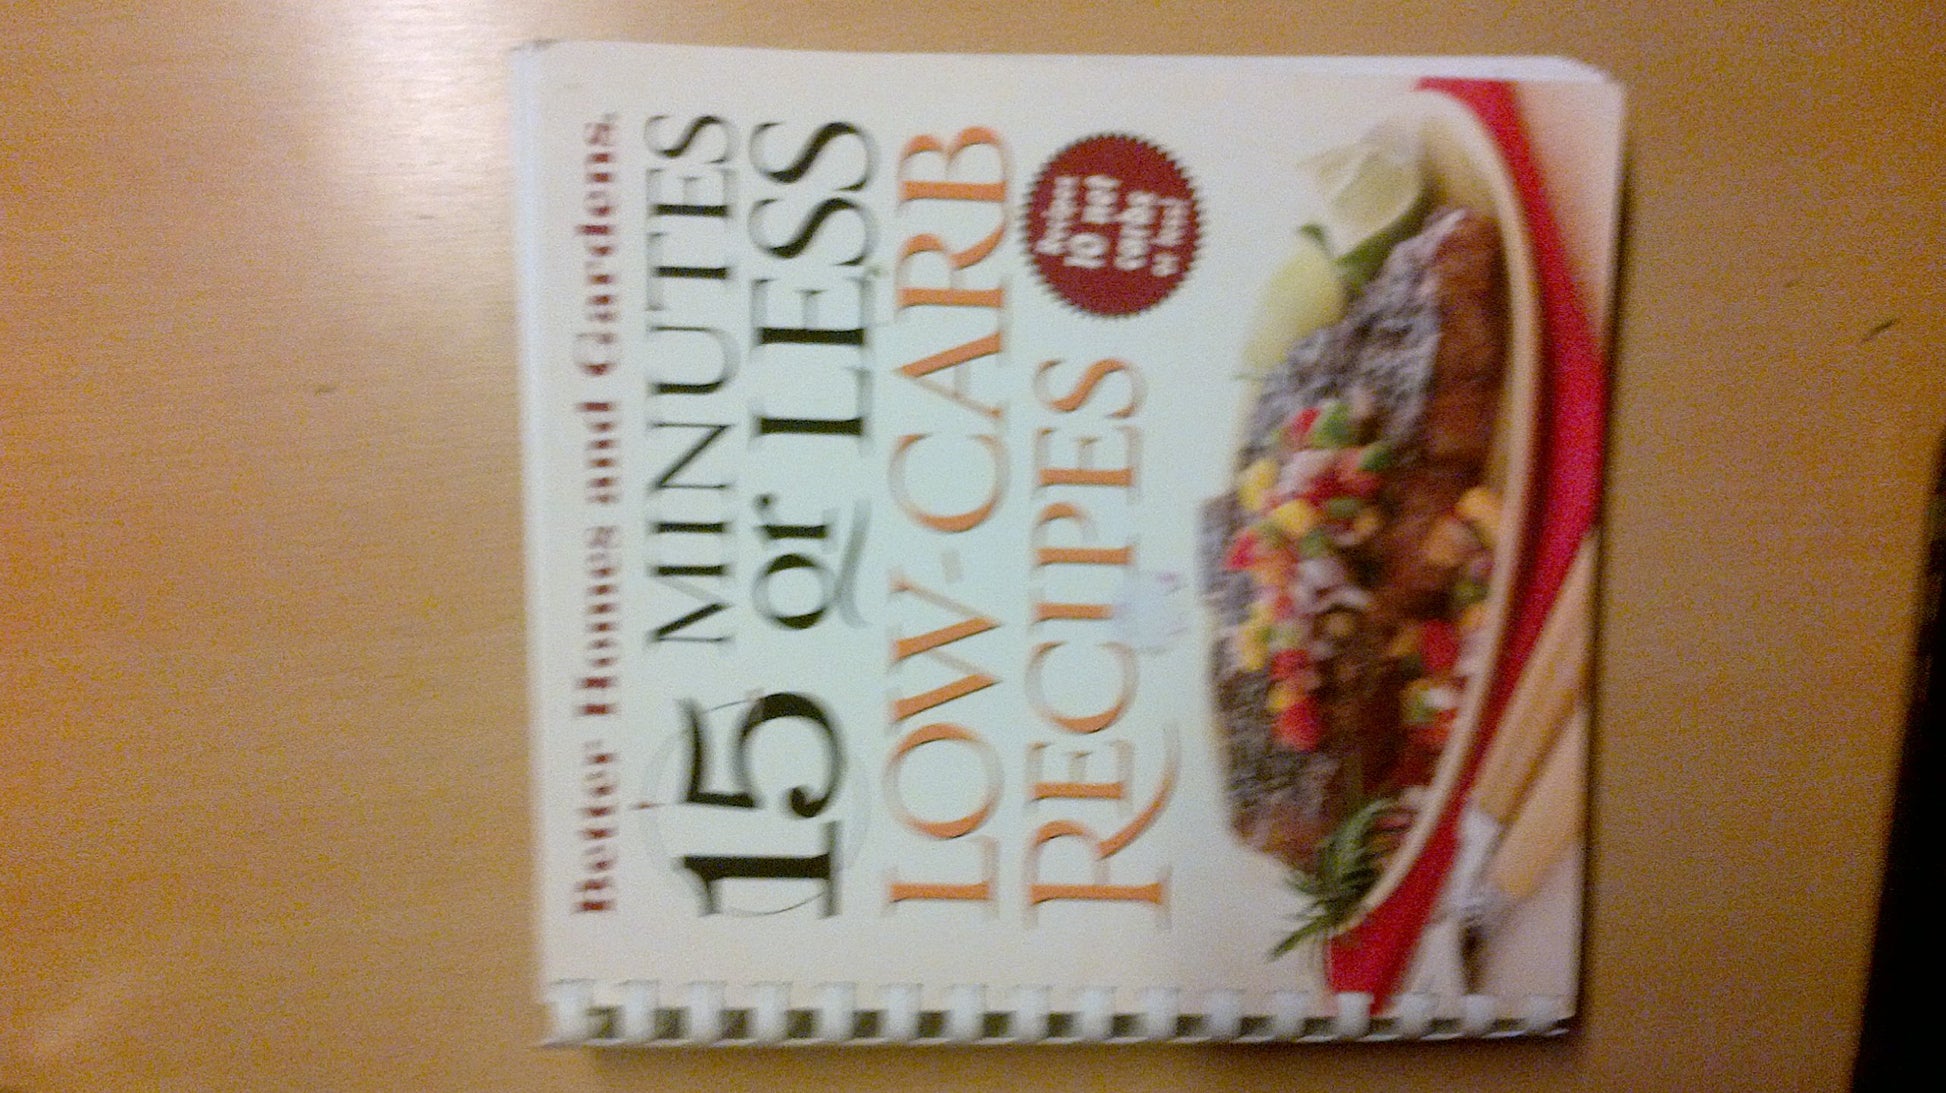 Better Homes and Gardens.
15 MINUTES
or LESS
LOW-CARB
RECIPES